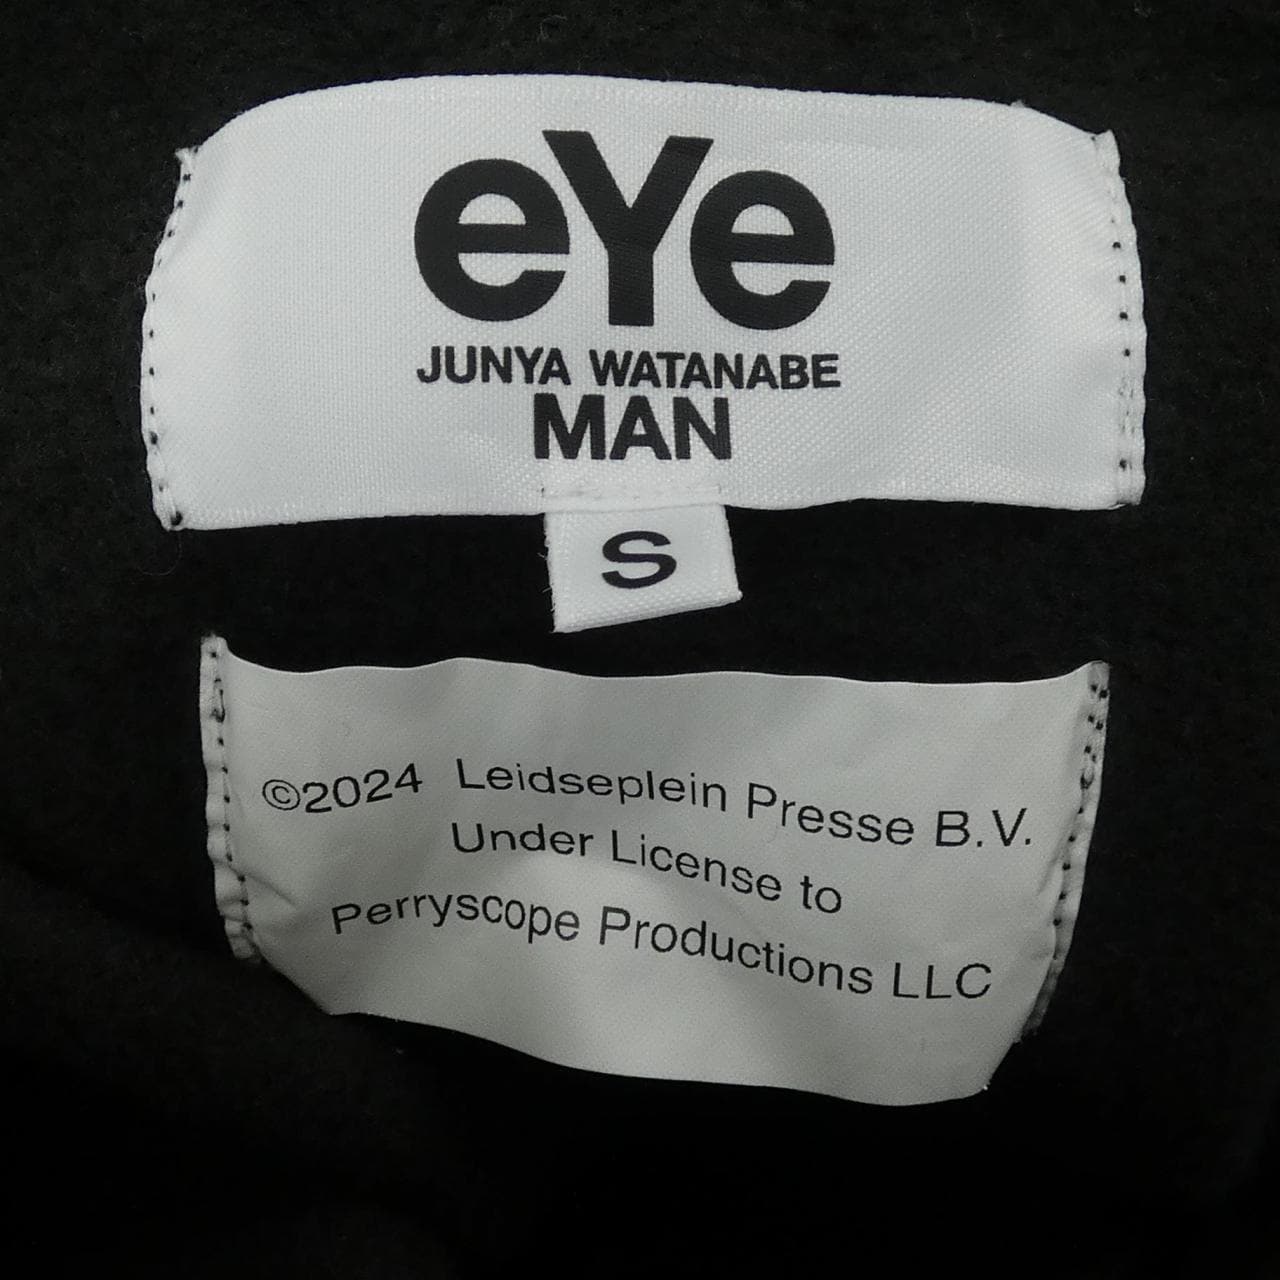 eYe
JUNYA WATANABE
MAN
S
©2024 Leidseplein Presse B.V.
Under License to
Perryscope Productions LLC